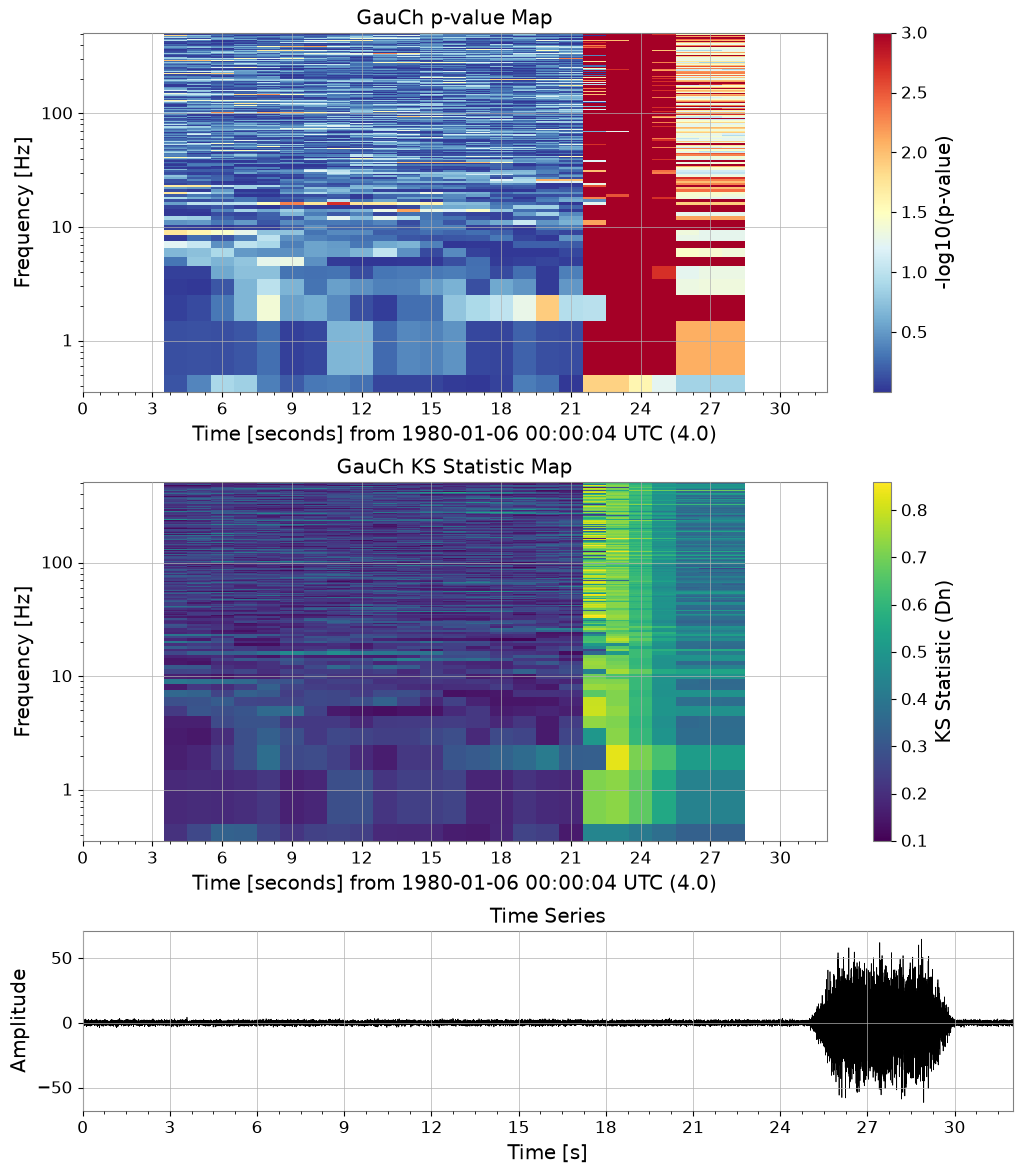 GauCh p-value Map
Frequency [Hz]
100
10
1
0 3 6 9 12 15 18 21 24 27 30
Time [seconds] from 1980-01-06 00:00:04 UTC (4.0)
3.0
2.5
2.0
1.5
1.0
0.5
-log10(p-value)
GauCh KS Statistic Map
Frequency [Hz]
100
10
1
0 3 6 9 12 15 18 21 24 27 30
Time [seconds] from 1980-01-06 00:00:04 UTC (4.0)
0.8
0.7
0.6
0.5
0.4
0.3
0.2
0.1
KS Statistic (Dn)
Time Series
Amplitude
50
0
−50
0 3 6 9 12 15 18 21 24 27 30
Time [s]